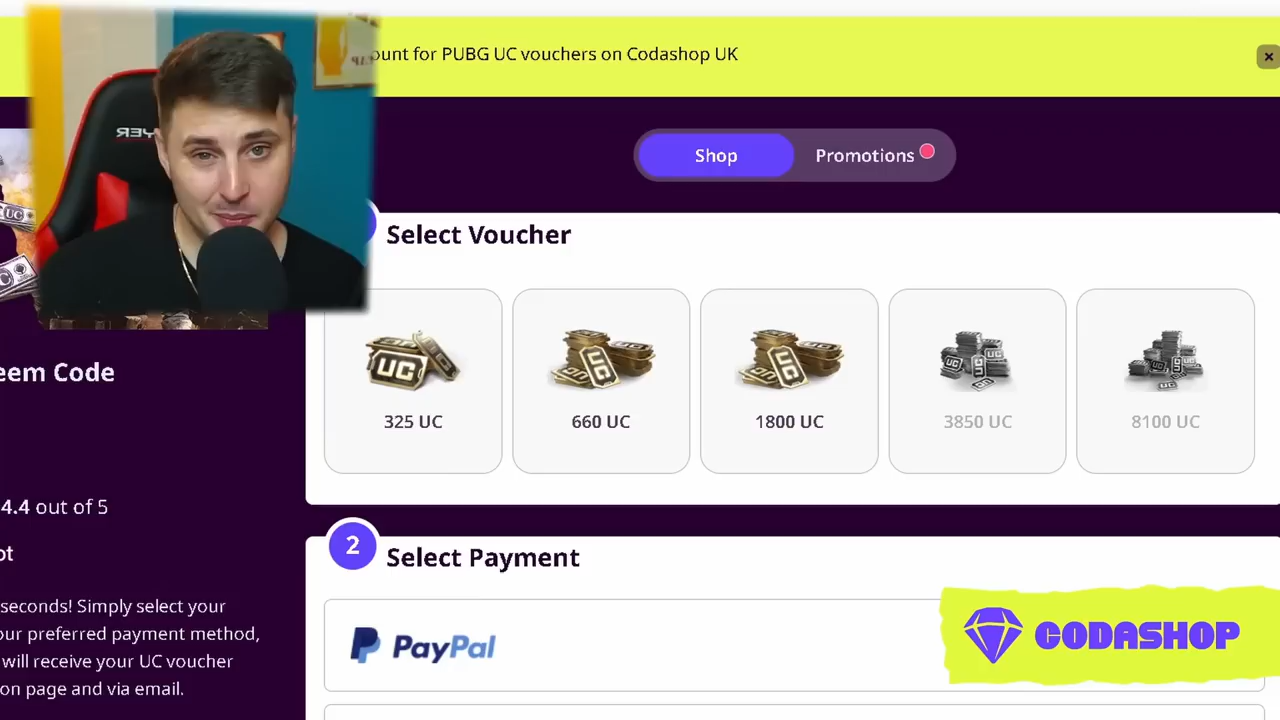 ount for PUBG UC vouchers on Codashop UK
Shop
Promotions
Select Voucher
UC
325 UC
660 UC
1800 UC
3850 UC
8100 UC
eem Code
4.4 out of 5
ot
2
Select Payment
seconds! Simply select your
our preferred payment method,
will receive your UC voucher
on page and via email.
PayPal
CODASHOP